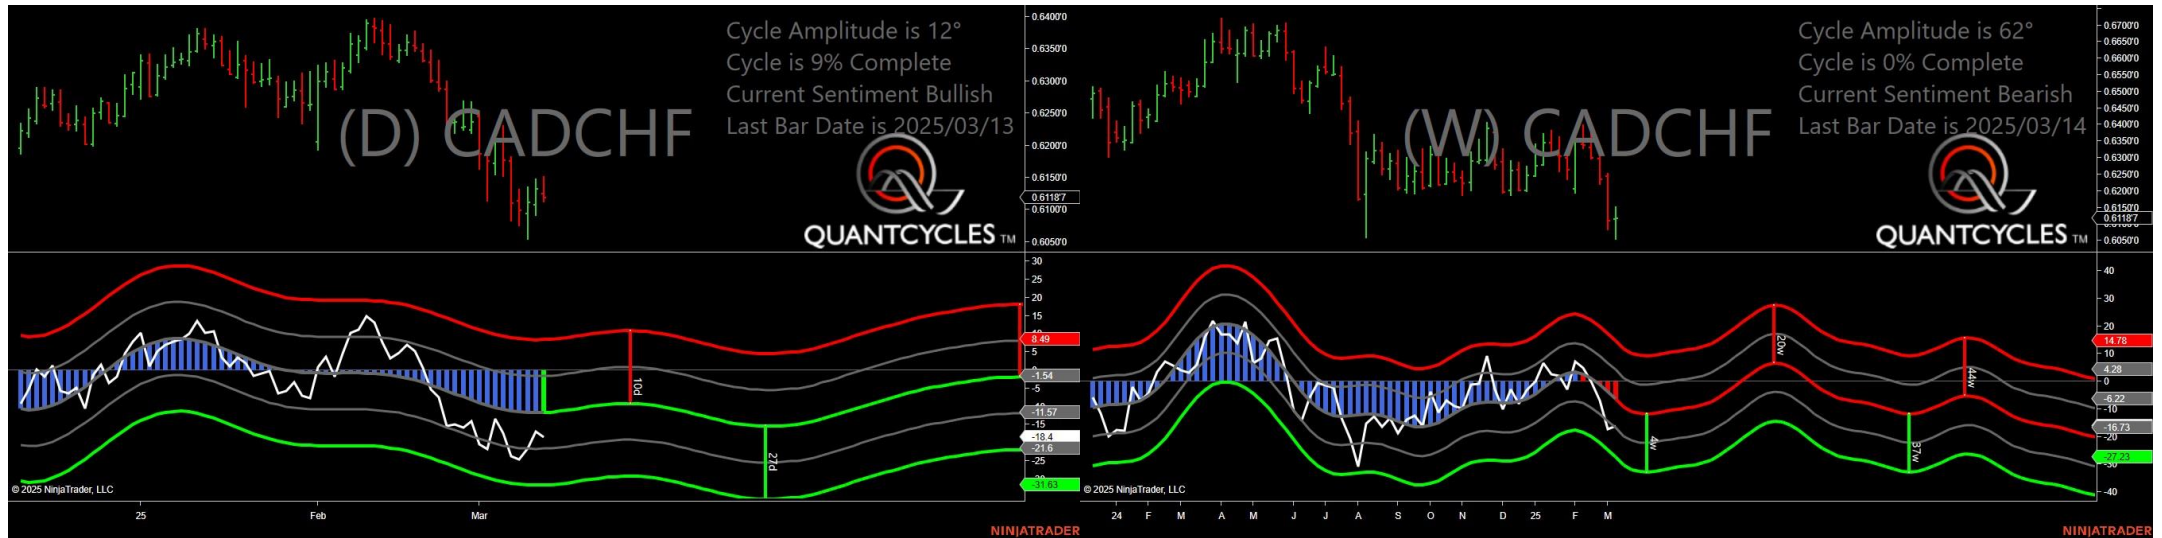 Cycle Amplitude is 12°
Cycle is 9% Complete
Current Sentiment Bullish
Last Bar Date is 2025/03/13
(D) CADCHF
QUANTCYCLES TM
0.6400'0
0.6350'0
0.6300'0
0.6250'0
0.6200'0
0.6150'0
0.6118'7
0.6100'0
0.6050'0
30
25
20
15
8.49
5
-1.54
-5
-11.57
-15
-18.4
-21.6
-25
-31.63
10d
27d
© 2025 NinjaTrader, LLC
25 Feb Mar
NINJATRADER
Cycle Amplitude is 62°
Cycle is 0% Complete
Current Sentiment Bearish
Last Bar Date is 2025/03/14
(W) CADCHF
QUANTCYCLES TM
0.6700'0
0.6650'0
0.6600'0
0.6550'0
0.6500'0
0.6450'0
0.6400'0
0.6350'0
0.6300'0
0.6250'0
0.6200'0
0.6150'0
0.6118'7
0.6050'0
40
30
20
14.78
10
4.28
0
-6.22
-10
-16.73
-20
-27.23
-30
-40
4w
20w
87w
44w
© 2025 NinjaTrader, LLC
24 F M A M J J A S O N D 25 F M
NINJATRADER